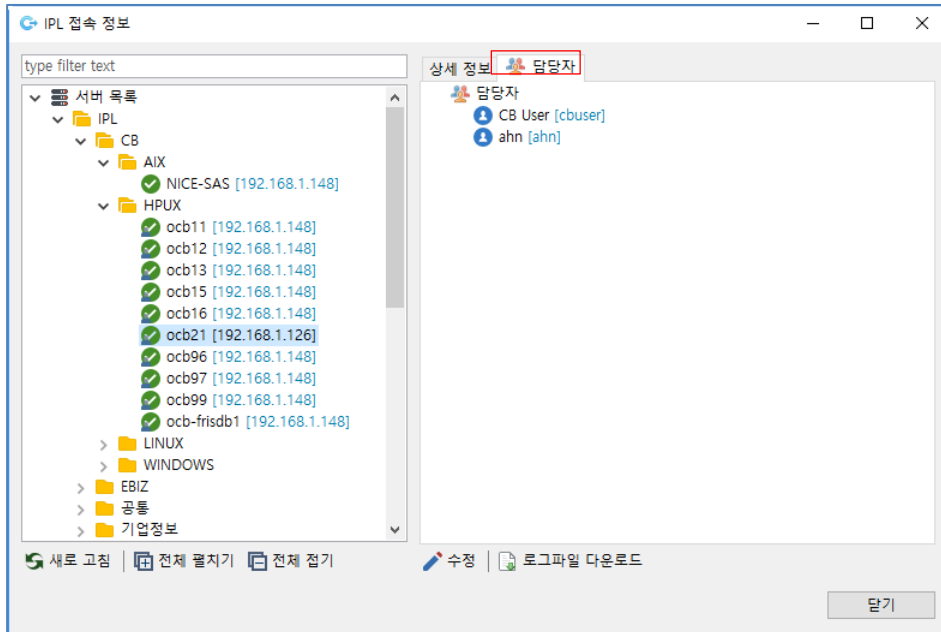 IPL 접속 정보
type filter text
서버 목록
IPL
CB
AIX
NICE-SAS [192.168.1.148]
HPUX
ocb11 [192.168.1.148]
ocb12 [192.168.1.148]
ocb13 [192.168.1.148]
ocb15 [192.168.1.148]
ocb16 [192.168.1.148]
ocb21 [192.168.1.126]
ocb96 [192.168.1.148]
ocb97 [192.168.1.148]
ocb99 [192.168.1.148]
ocb-frisdb1 [192.168.1.148]
LINUX
WINDOWS
EBIZ
공통
기업정보
새로 고침 전체 펼치기 전체 접기
상세 정보 담당자
담당자
CB User [cbuser]
ahn [ahn]
수정 로그파일 다운로드
닫기